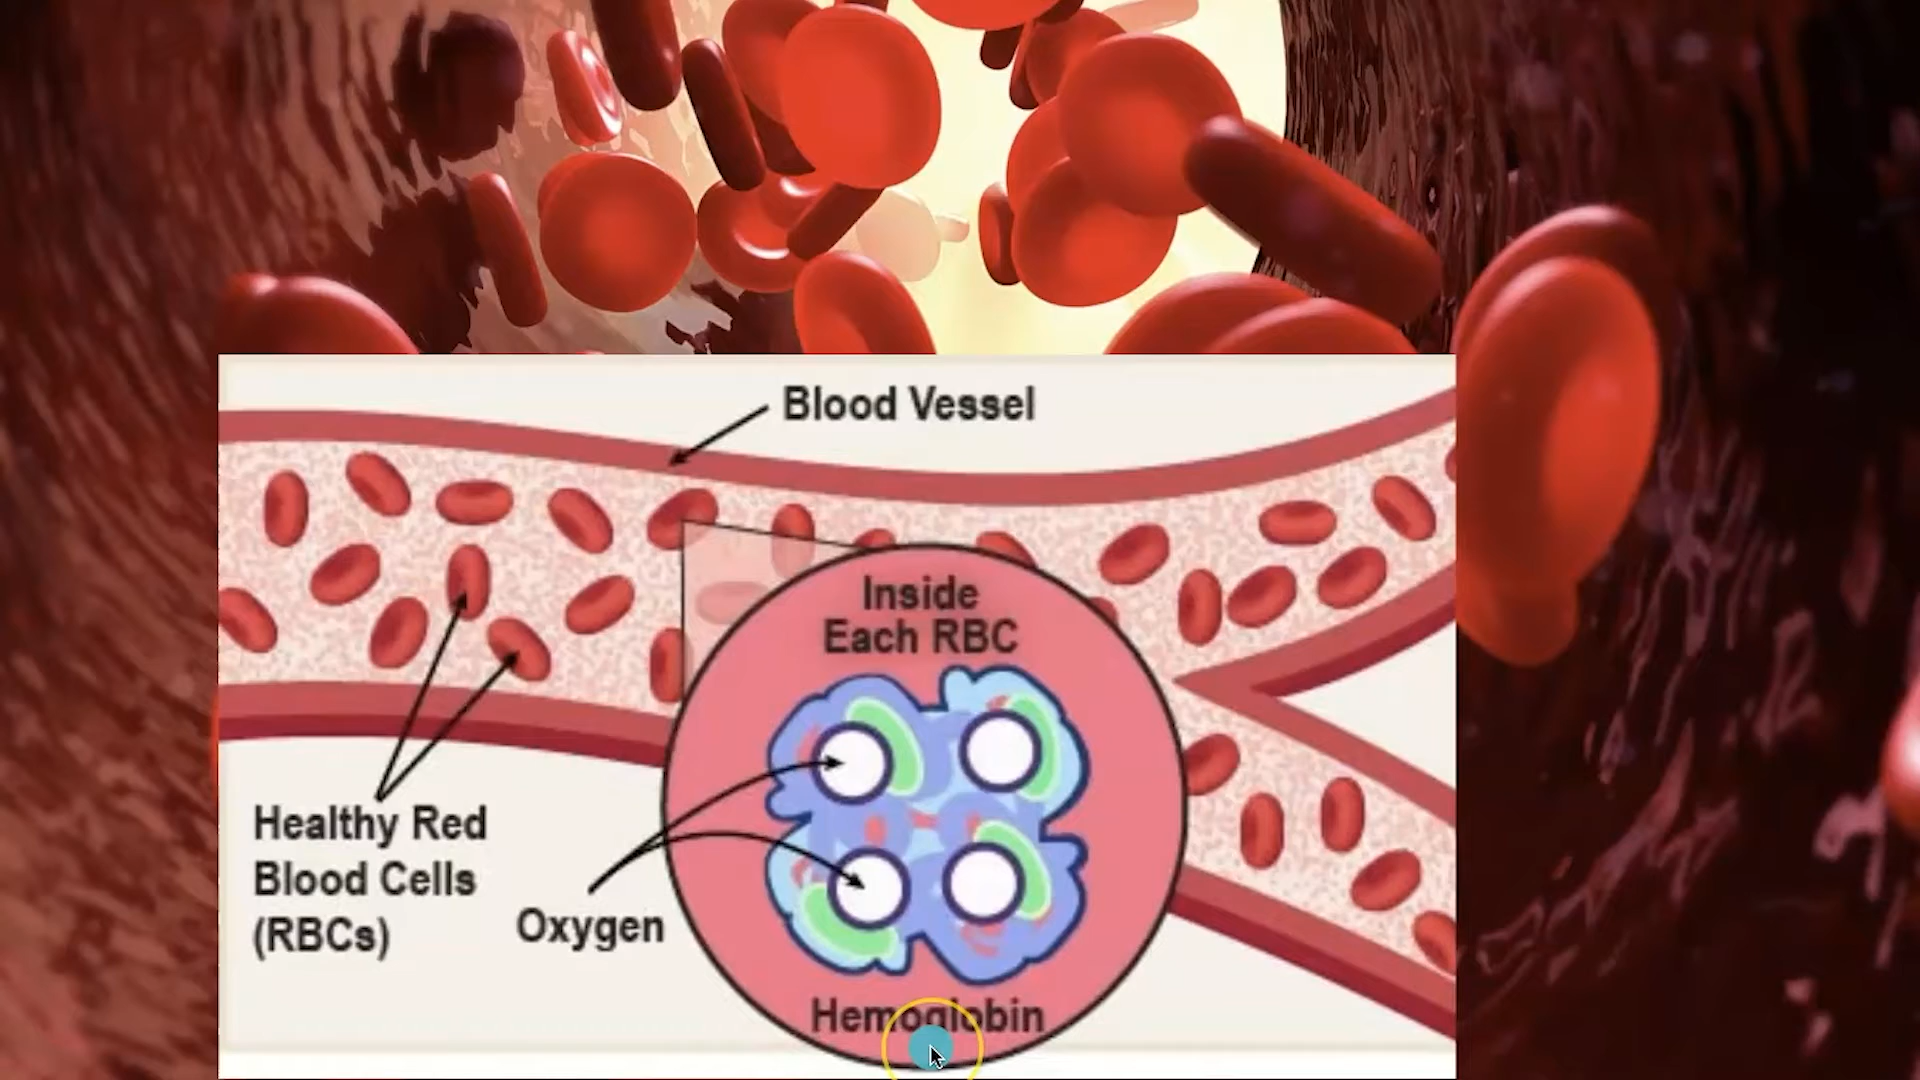 Blood Vessel
Inside
Each RBC
Healthy Red
Blood Cells
(RBCs)
Oxygen
Hemoglobin